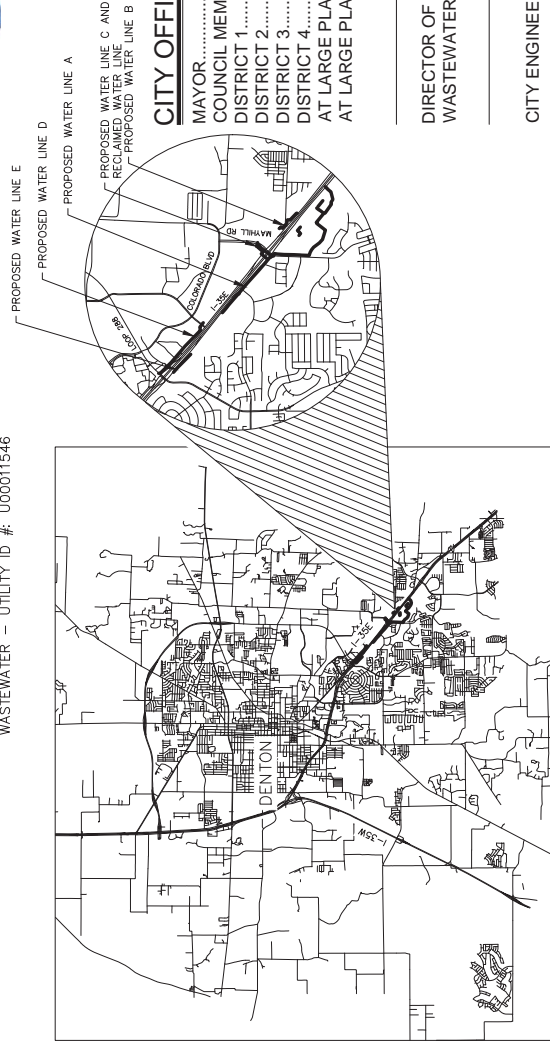 WASTEWATER – UTILITY ID #: U00011546
PROPOSED WATER LINE E
PROPOSED WATER LINE D
PROPOSED WATER LINE A
PROPOSED WATER LINE C AND
RECLAIMED WATER LINE
PROPOSED WATER LINE B
LOOP 288
COLORADO BLVD
I-35E
MAYHILL RD
DENTON
I-35E
I-35W
CITY OFFI
MAYOR
COUNCIL MEM
DISTRICT 1
DISTRICT 2
DISTRICT 3
DISTRICT 4
AT LARGE PLA
AT LARGE PLA
DIRECTOR OF
WASTEWATER
CITY ENGINEE